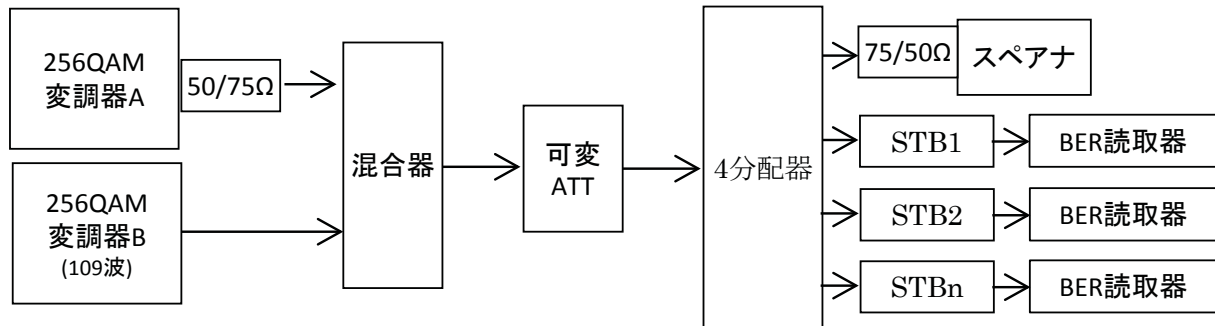 256QAM
変調器A
50/75Ω
256QAM
変調器B
(109波)
混合器
可変
ATT
4分配器
75/50Ω
スペアナ
STB1
BER読取器
STB2
BER読取器
STBn
BER読取器